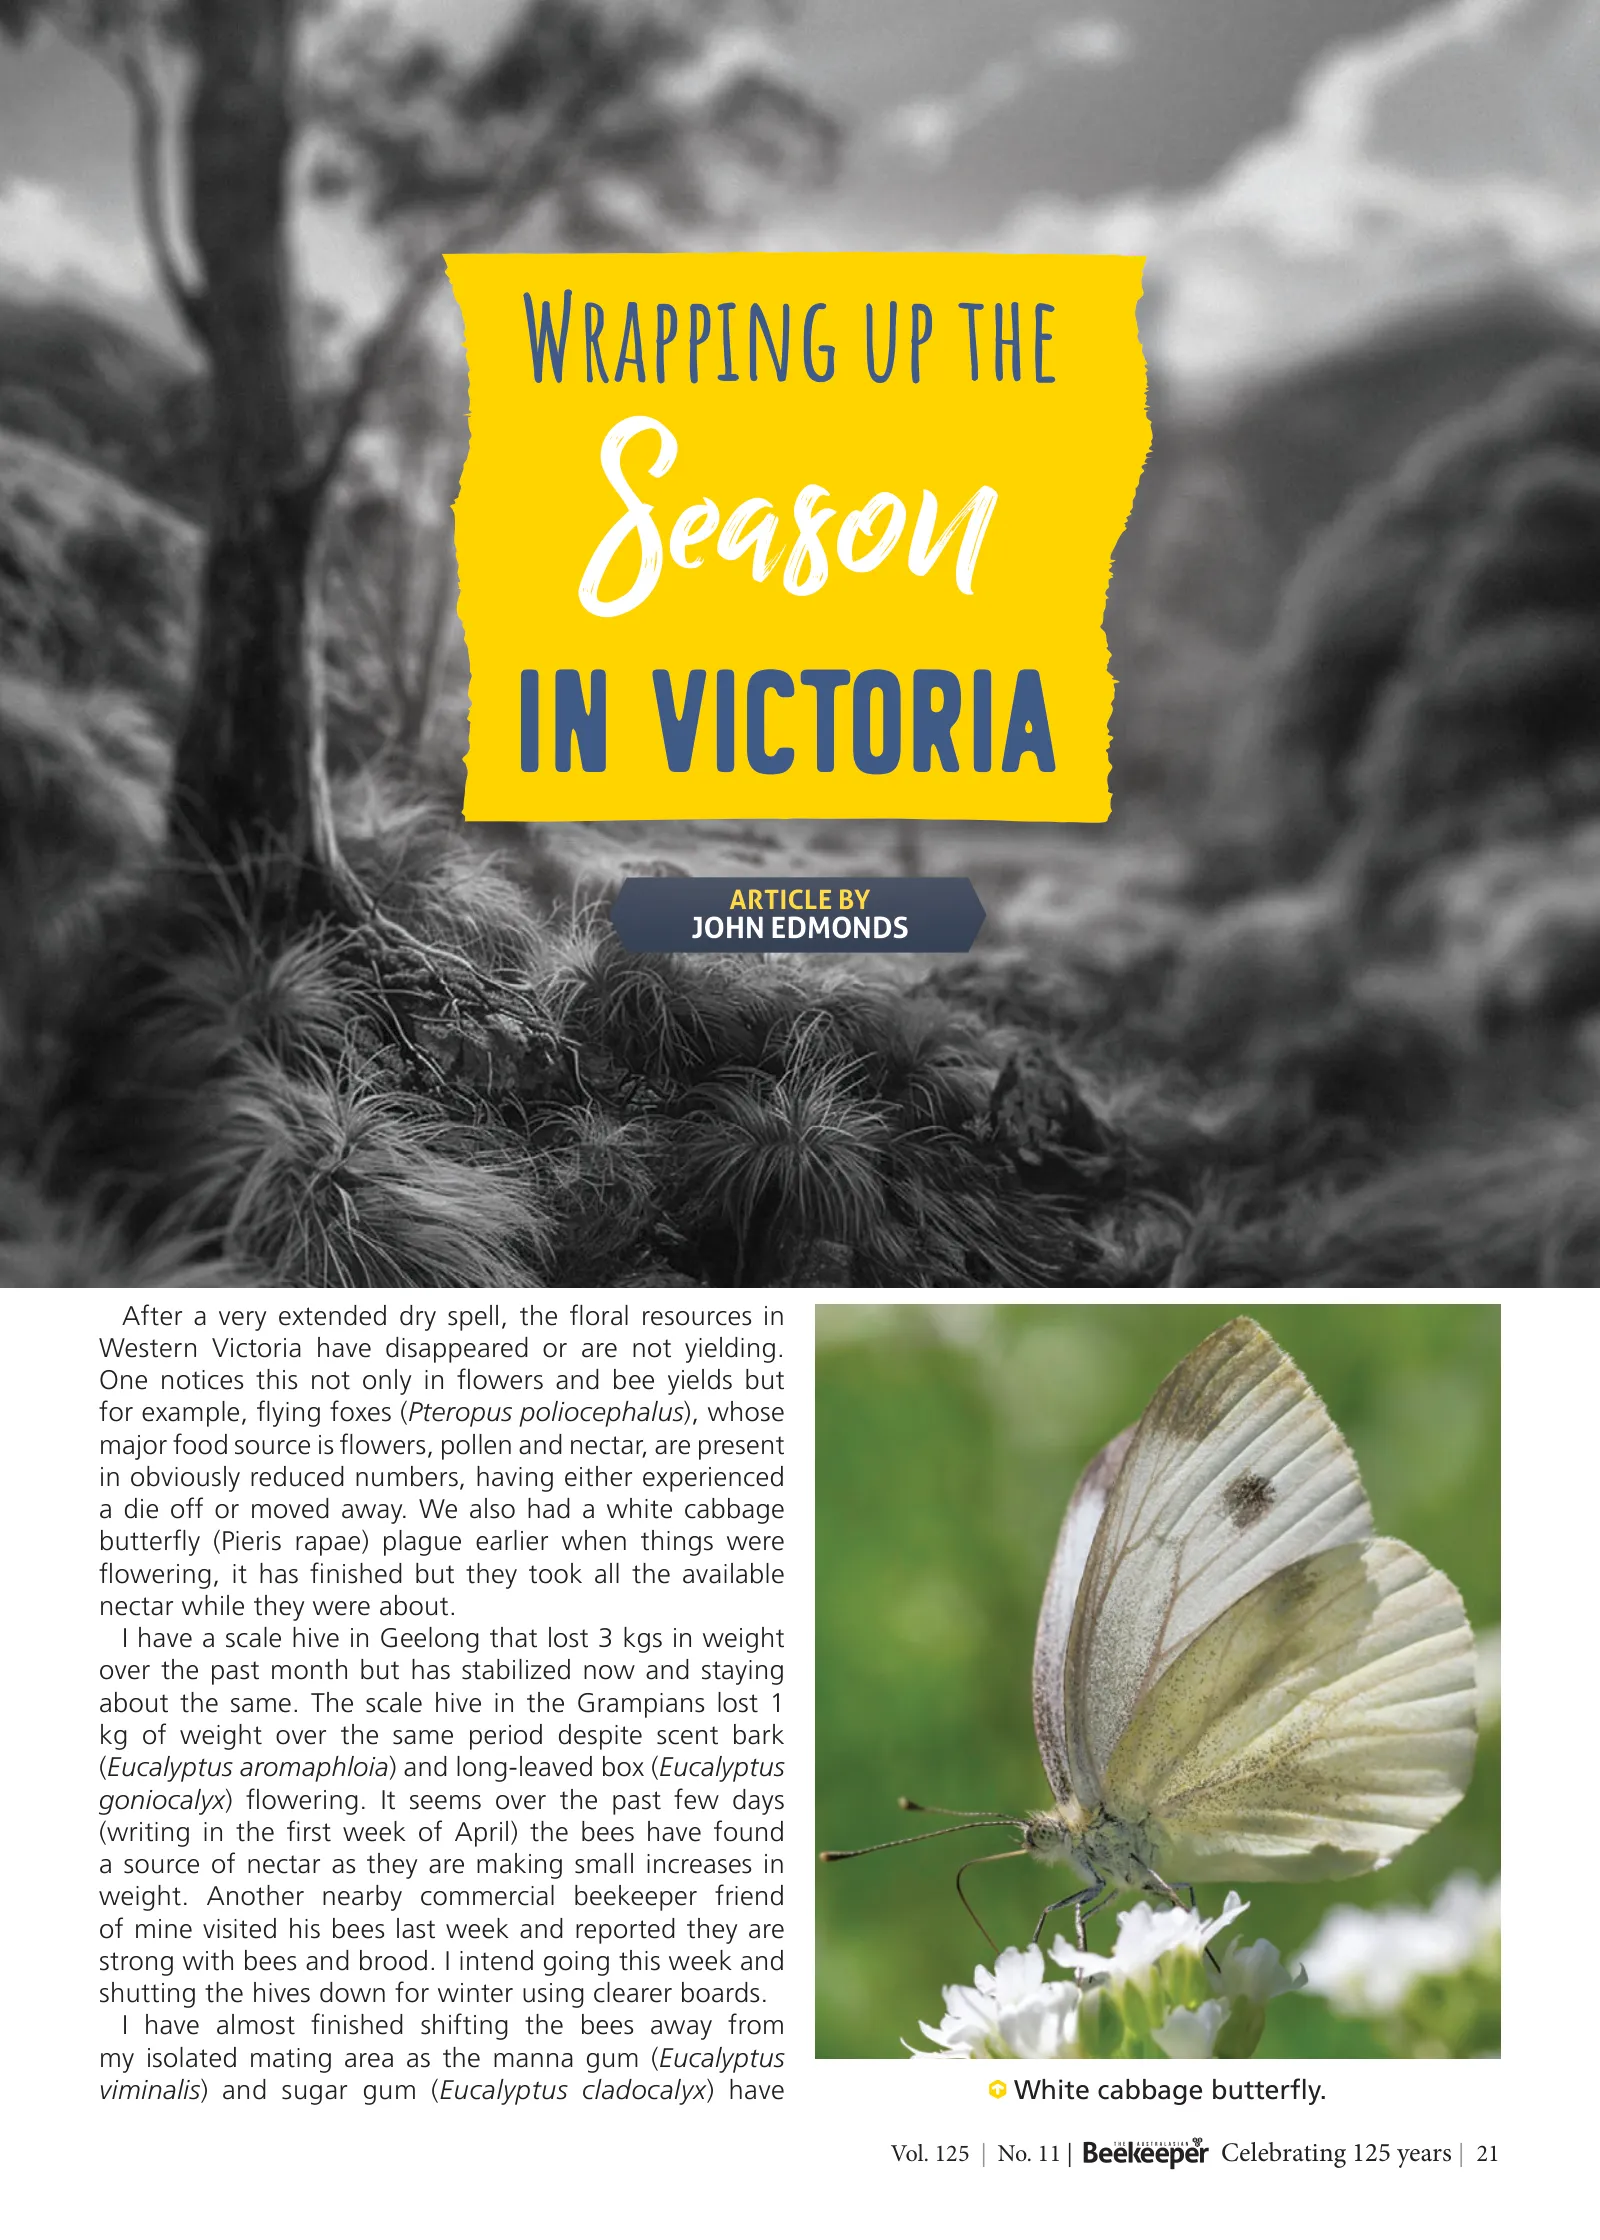 WRAPPING UP THE
Season
IN VICTORIA
ARTICLE BY
JOHN EDMONDS
After a very extended dry spell, the floral resources in
Western Victoria have disappeared or are not yielding.
One notices this not only in flowers and bee yields but
for example, flying foxes (Pteropus poliocephalus), whose
major food source is flowers, pollen and nectar, are present
in obviously reduced numbers, having either experienced
a die off or moved away. We also had a white cabbage
butterfly (Pieris rapae) plague earlier when things were
flowering, it has finished but they took all the available
nectar while they were about.
I have a scale hive in Geelong that lost 3 kgs in weight
over the past month but has stabilized now and staying
about the same. The scale hive in the Grampians lost 1
kg of weight over the same period despite scent bark
(Eucalyptus aromaphloia) and long-leaved box (Eucalyptus
goniocalyx) flowering. It seems over the past few days
(writing in the first week of April) the bees have found
a source of nectar as they are making small increases in
weight. Another nearby commercial beekeeper friend
of mine visited his bees last week and reported they are
strong with bees and brood. I intend going this week and
shutting the hives down for winter using clearer boards.
I have almost finished shifting the bees away from
my isolated mating area as the manna gum (Eucalyptus
viminalis) and sugar gum (Eucalyptus cladocalyx) have
White cabbage butterfly.
Vol. 125 | No. 11 | THE AUSTRALASIAN Beekeeper Celebrating 125 years | 21